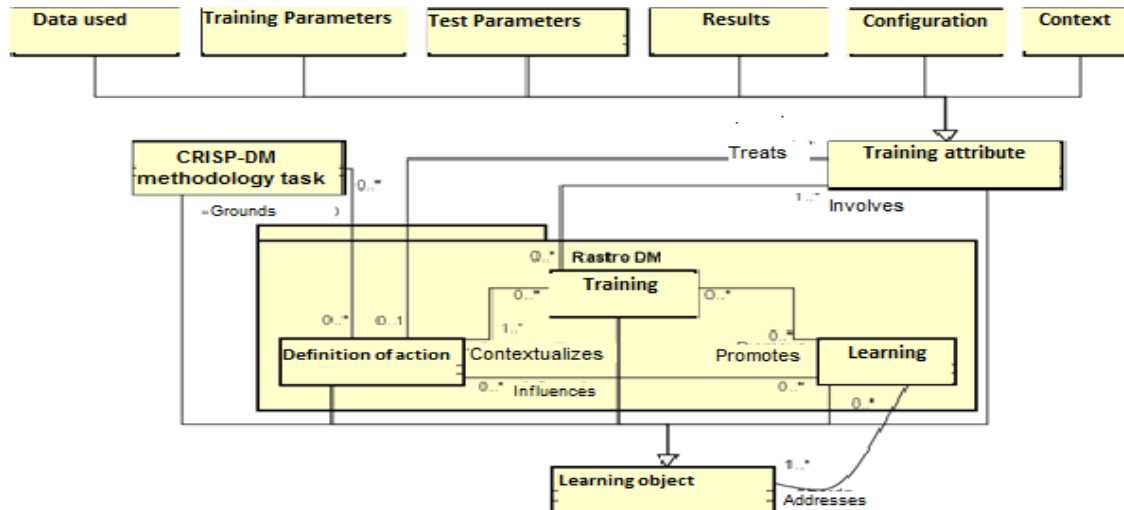 Data used
Training Parameters
Test Parameters
Results
Configuration
Context
CRISP-DM
methodology task
Treats
Training attribute
0..*
Grounds
1..*
Involves
0..*
Rastro DM
Training
0..*
0..*
0..*
0..1
1..*
0..*
Definition of action
Contextualizes
Promotes
Learning
0..*
Influences
0..*
0..*
Learning object
1..*
Addresses